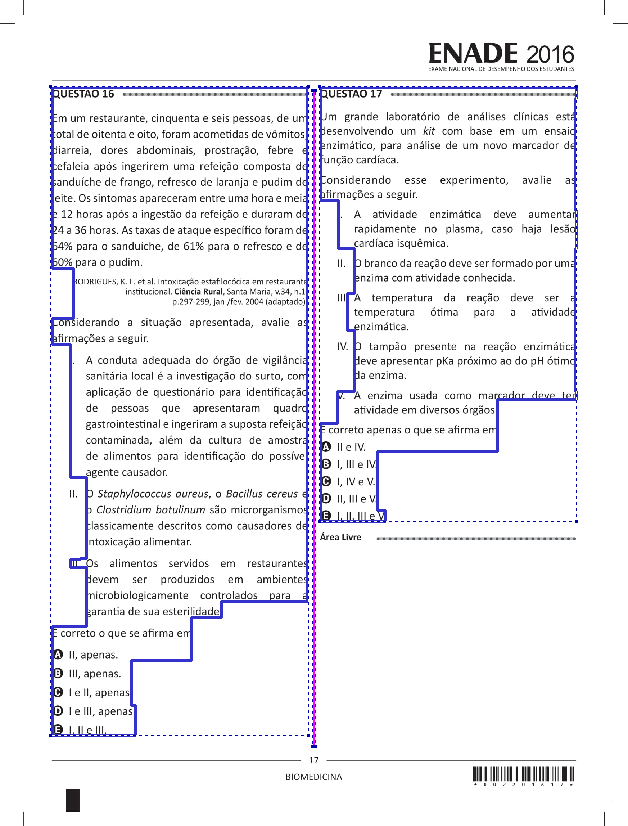 ENADE 2016
EXAME NACIONAL DE DESEMPENHO DOS ESTUDANTES
QUESTÃO 16
Em um restaurante, cinquenta e seis pessoas, de um
total de oitenta e oito, foram acometidas de vômitos,
diarreia, dores abdominais, prostração, febre e
cefaleia após ingerirem uma refeição composta de
sanduíche de frango, refresco de laranja e pudim de
leite. Os sintomas apareceram entre uma hora e meia
e 12 horas após a ingestão da refeição e duraram de
24 a 36 horas. As taxas de ataque específico foram de
64% para o sanduíche, de 61% para o refresco e de
60% para o pudim.
RODRIGUES, K. L. et al. Intoxicação estafilocócica em restaurante
institucional. Ciência Rural, Santa Maria, v.34, n.1
p.297-299, jan /fev. 2004 (adaptado)
Considerando a situação apresentada, avalie as
afirmações a seguir.
I. A conduta adequada do órgão de vigilância
sanitária local é a investigação do surto, com
aplicação de questionário para identificação
de pessoas que apresentaram quadro
gastrointestinal e ingeriram a suposta refeição
contaminada, além da cultura de amostra
de alimentos para identificação do possível
agente causador.
II. O Staphylococcus aureus, o Bacillus cereus e
o Clostridium botulinum são microrganismos
classicamente descritos como causadores de
intoxicação alimentar.
III. Os alimentos servidos em restaurantes
devem ser produzidos em ambientes
microbiologicamente controlados para a
garantia de sua esterilidade.
É correto o que se afirma em
A II, apenas.
B III, apenas.
C I e II, apenas.
D I e III, apenas.
E I, II e III.
QUESTÃO 17
Um grande laboratório de análises clínicas está
desenvolvendo um kit com base em um ensaio
enzimático, para análise de um novo marcador de
função cardíaca.
Considerando esse experimento, avalie as
afirmações a seguir.
I. A atividade enzimática deve aumentar
rapidamente no plasma, caso haja lesão
cardíaca isquêmica.
II. O branco da reação deve ser formado por uma
enzima com atividade conhecida.
III. A temperatura da reação deve ser a
temperatura ótima para a atividade
enzimática.
IV. O tampão presente na reação enzimática
deve apresentar pKa próximo ao do pH ótimo
da enzima.
V. A enzima usada como marcador deve ter
atividade em diversos órgãos.
É correto apenas o que se afirma em
A II e IV.
B I, III e IV.
C I, IV e V.
D II, III e V.
E I, II, III e V.
Área Livre
17
BIOMEDICINA